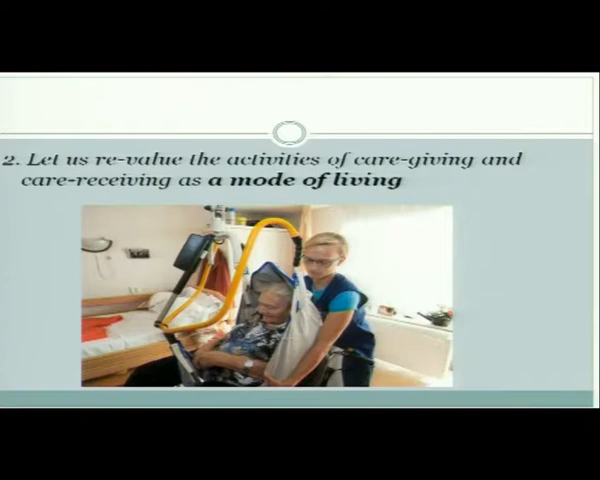 2. Let us re-value the activities of care-giving and
care-receiving as a mode of living